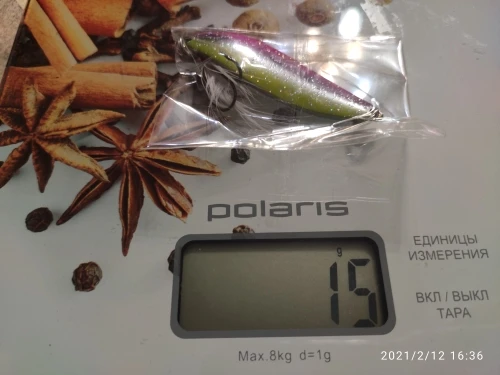 polaris
g
15
ЕДИНИЦЫ
ИЗМЕРЕНИЯ
ВКЛ / ВЫКЛ
ТАРА
Max.8kg d=1g
2021/2/12 16:36